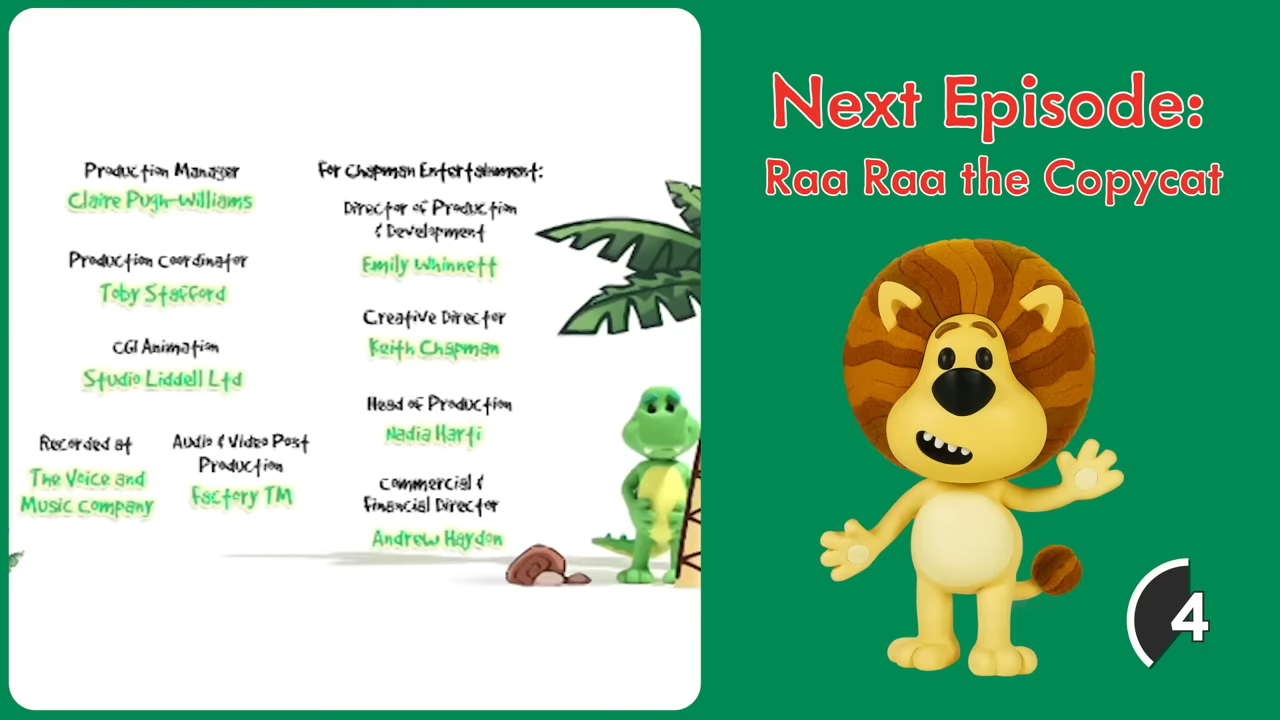 Production Manager
Claire Pugh-Williams
Production Coordinator
Toby Stafford
CGI Animation
Studio Liddell Ltd
Recorded at
The Voice and
Music Company
Audio & Video Post
Production
Factory TM
For Chapman Entertainment:
Director of Production
& Development
Emily Whinnett
Creative Director
Keith Chapman
Head of Production
Nadia Harti
Commercial &
Financial Director
Andrew Haydon
Next Episode:
Raa Raa the Copycat
4